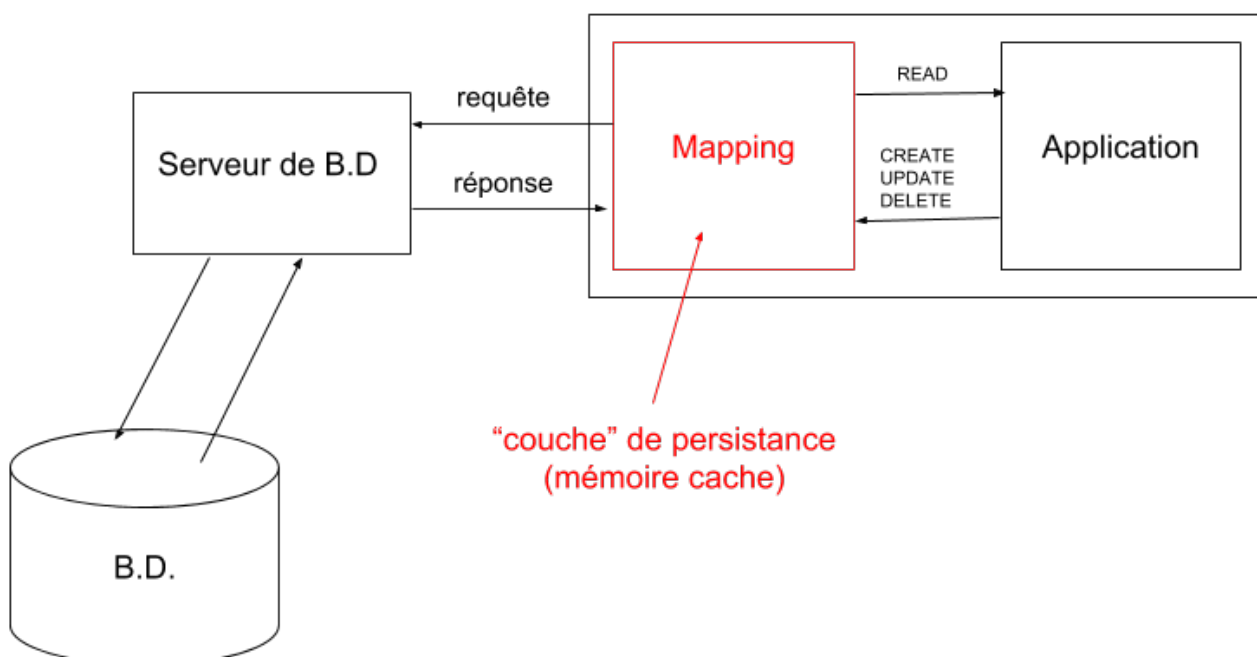 requête
Serveur de B.D
réponse
Mapping
READ
CREATE
UPDATE
DELETE
Application
“couche” de persistance
(mémoire cache)
B.D.